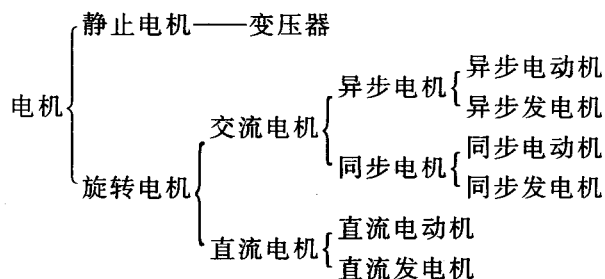 静止电机——变压器
电机
异步电机
异步电动机
异步发电机
交流电机
同步电机
同步电动机
同步发电机
旋转电机
直流电机
直流电动机
直流发电机